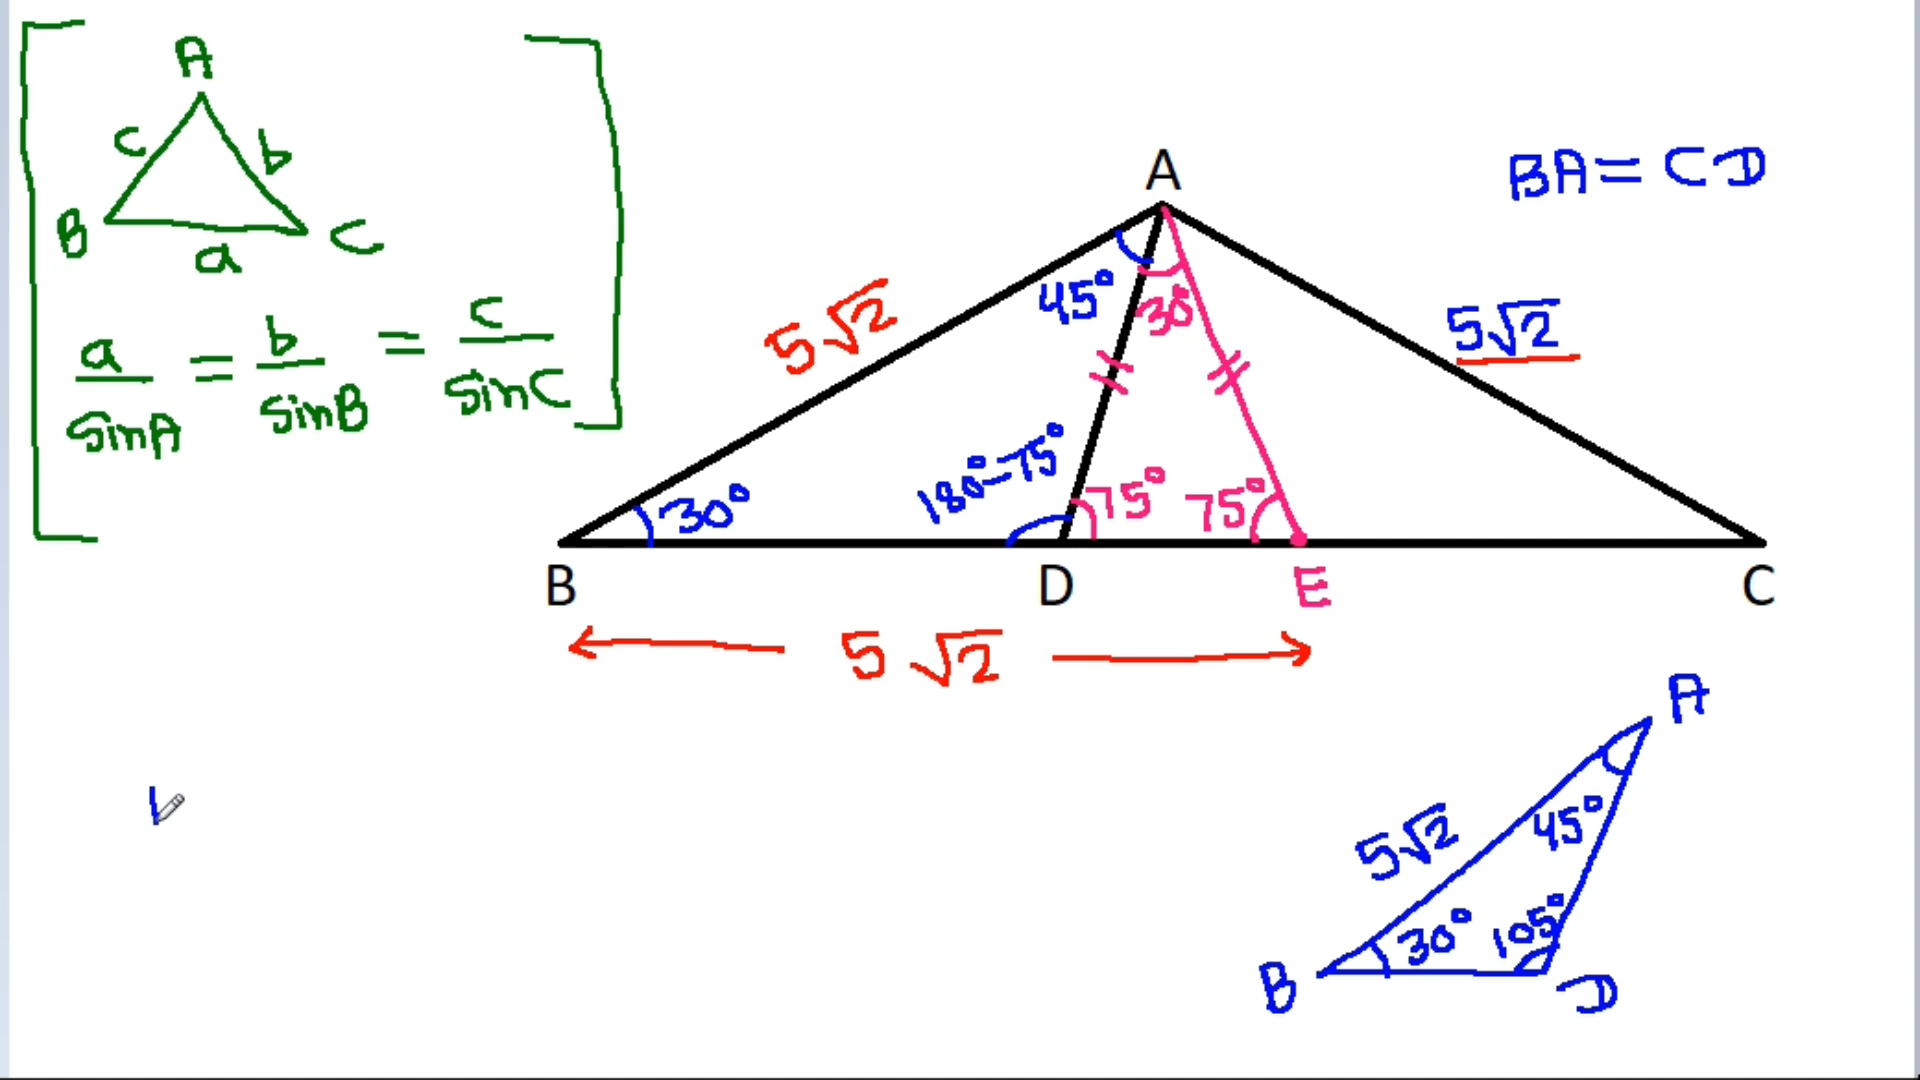 A
c
b
B
a
C
a/sinA = b/sinB = c/sinC
A
BA = CD
5√2
45°
30°
5√2
180°-75°
30°
75°
75°
B
D
E
C
5√2
A
5√2
45°
30°
105°
B
D